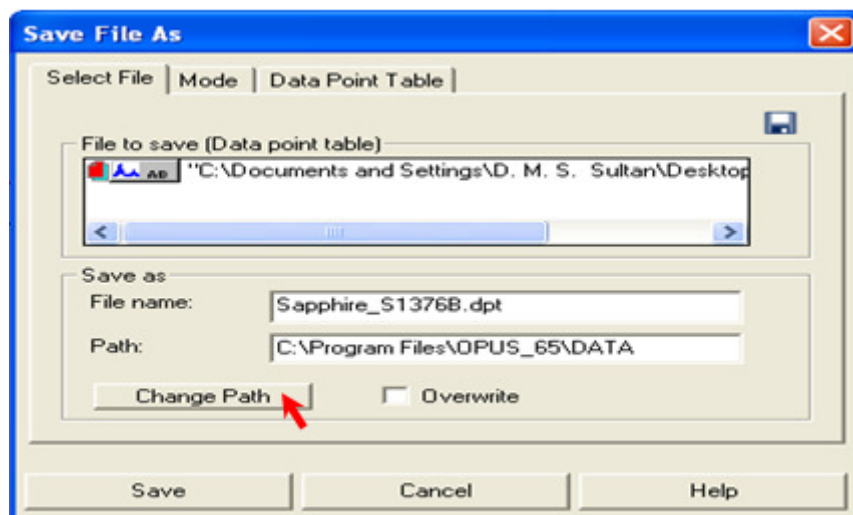 Save File As
Select File Mode Data Point Table
File to save (Data point table)
AB "C:\Documents and Settings\D. M. S. Sultan\Desktop
Save as
File name: Sapphire_S1376B.dpt
Path: C:\Program Files\OPUS_65\DATA
Change Path Overwrite
Save Cancel Help